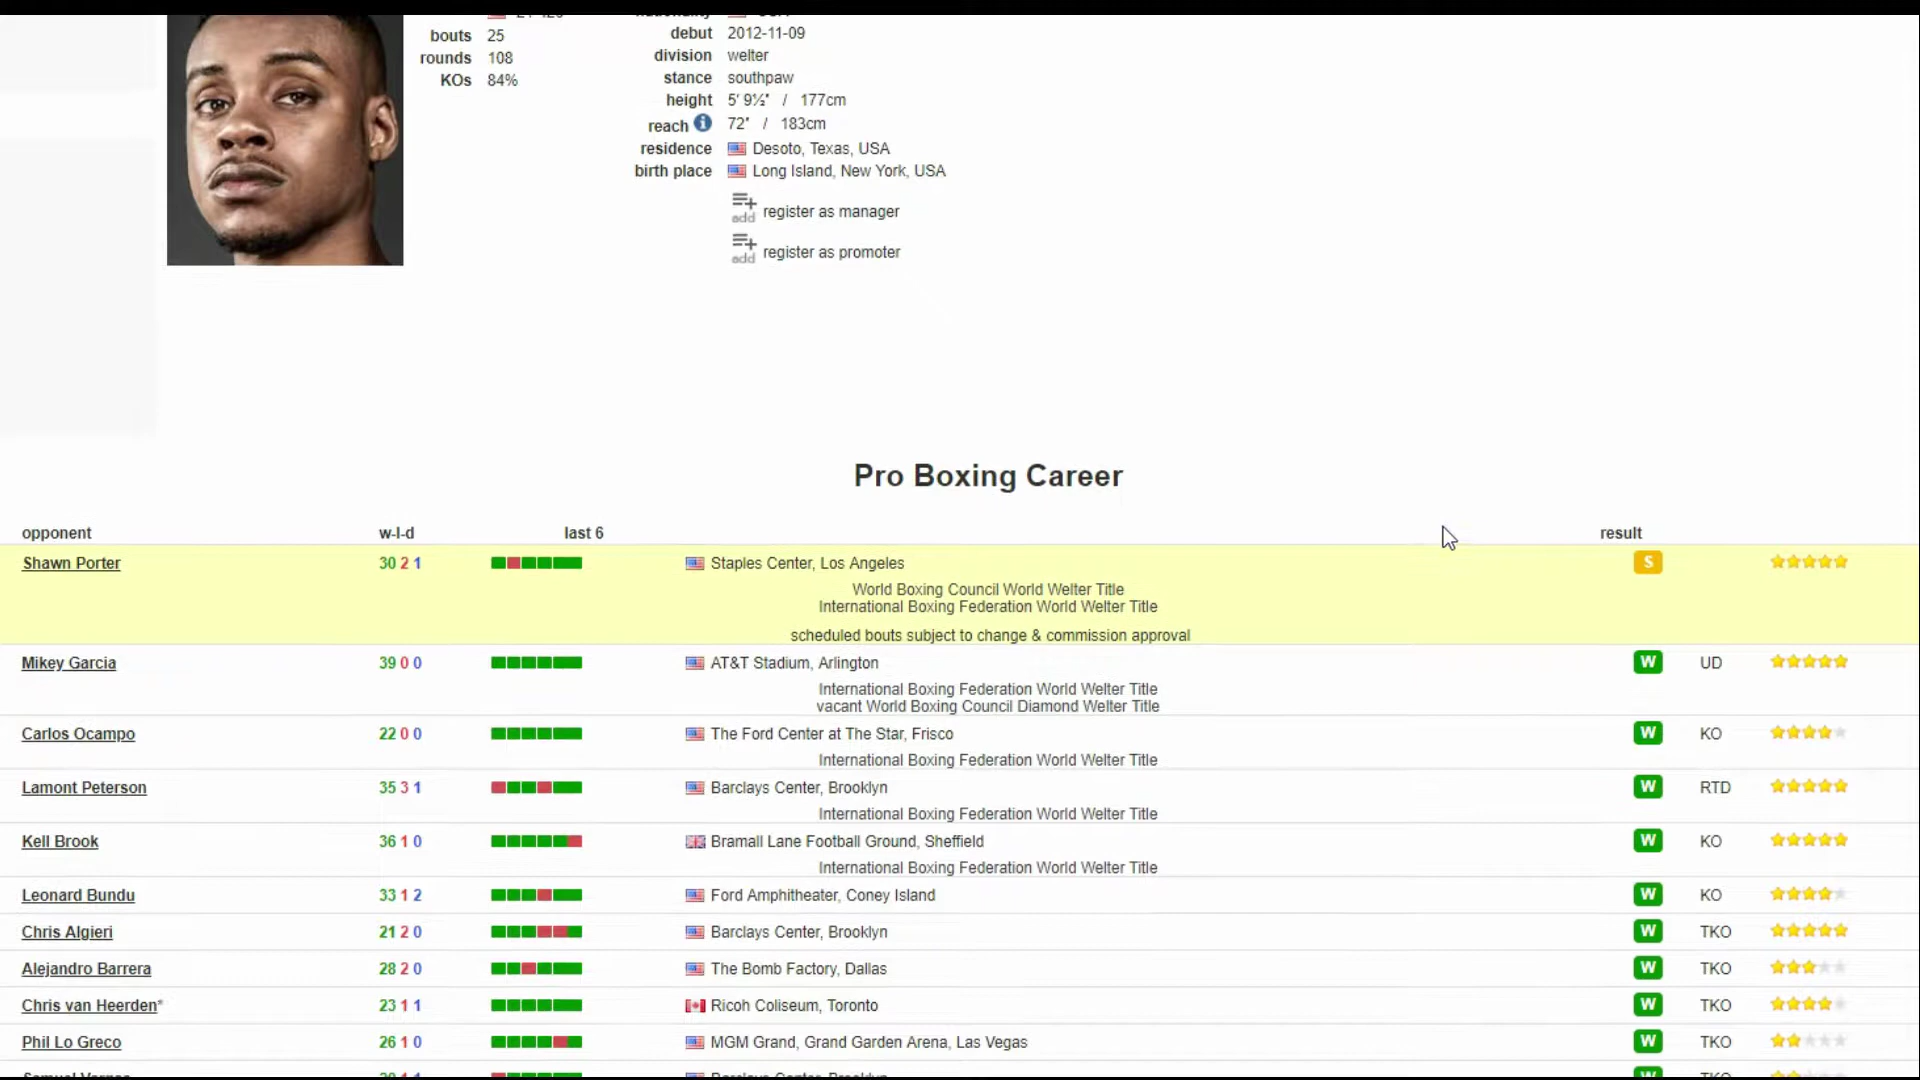 bouts 25
rounds 108
KOs 84%
debut 2012-11-09
division welter
stance southpaw
height 5' 9½" / 177cm
reach i 72" / 183cm
residence Desoto, Texas, USA
birth place Long Island, New York, USA
add register as manager
add register as promoter
Pro Boxing Career
opponent w-l-d last 6 result
Shawn Porter 30 2 1 Staples Center, Los Angeles S
World Boxing Council World Welter Title
International Boxing Federation World Welter Title
scheduled bouts subject to change & commission approval
Mikey Garcia 39 0 0 AT&T Stadium, Arlington W UD
International Boxing Federation World Welter Title
vacant World Boxing Council Diamond Welter Title
Carlos Ocampo 22 0 0 The Ford Center at The Star, Frisco W KO
International Boxing Federation World Welter Title
Lamont Peterson 35 3 1 Barclays Center, Brooklyn W RTD
International Boxing Federation World Welter Title
Kell Brook 36 1 0 Bramall Lane Football Ground, Sheffield W KO
International Boxing Federation World Welter Title
Leonard Bundu 33 1 2 Ford Amphitheater, Coney Island W KO
Chris Algieri 21 2 0 Barclays Center, Brooklyn W TKO
Alejandro Barrera 28 2 0 The Bomb Factory, Dallas W TKO
Chris van Heerden* 23 1 1 Ricoh Coliseum, Toronto W TKO
Phil Lo Greco 26 1 0 MGM Grand, Grand Garden Arena, Las Vegas W TKO